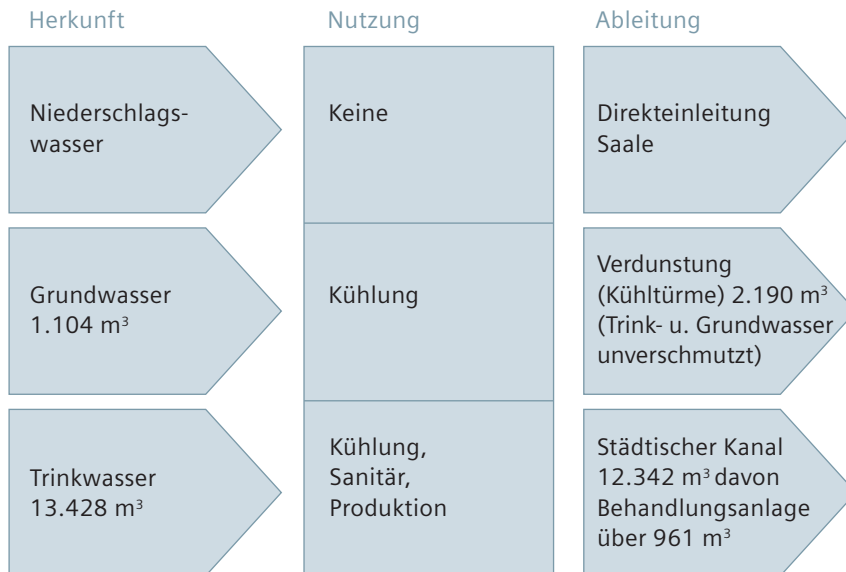 Herkunft
Nutzung
Ableitung
Niederschlags-
wasser
Keine
Direkteinleitung
Saale
Grundwasser
1.104 m³
Kühlung
Verdunstung
(Kühltürme) 2.190 m³
(Trink- u. Grundwasser
unverschmutzt)
Trinkwasser
13.428 m³
Kühlung,
Sanitär,
Produktion
Städtischer Kanal
12.342 m³ davon
Behandlungsanlage
über 961 m³